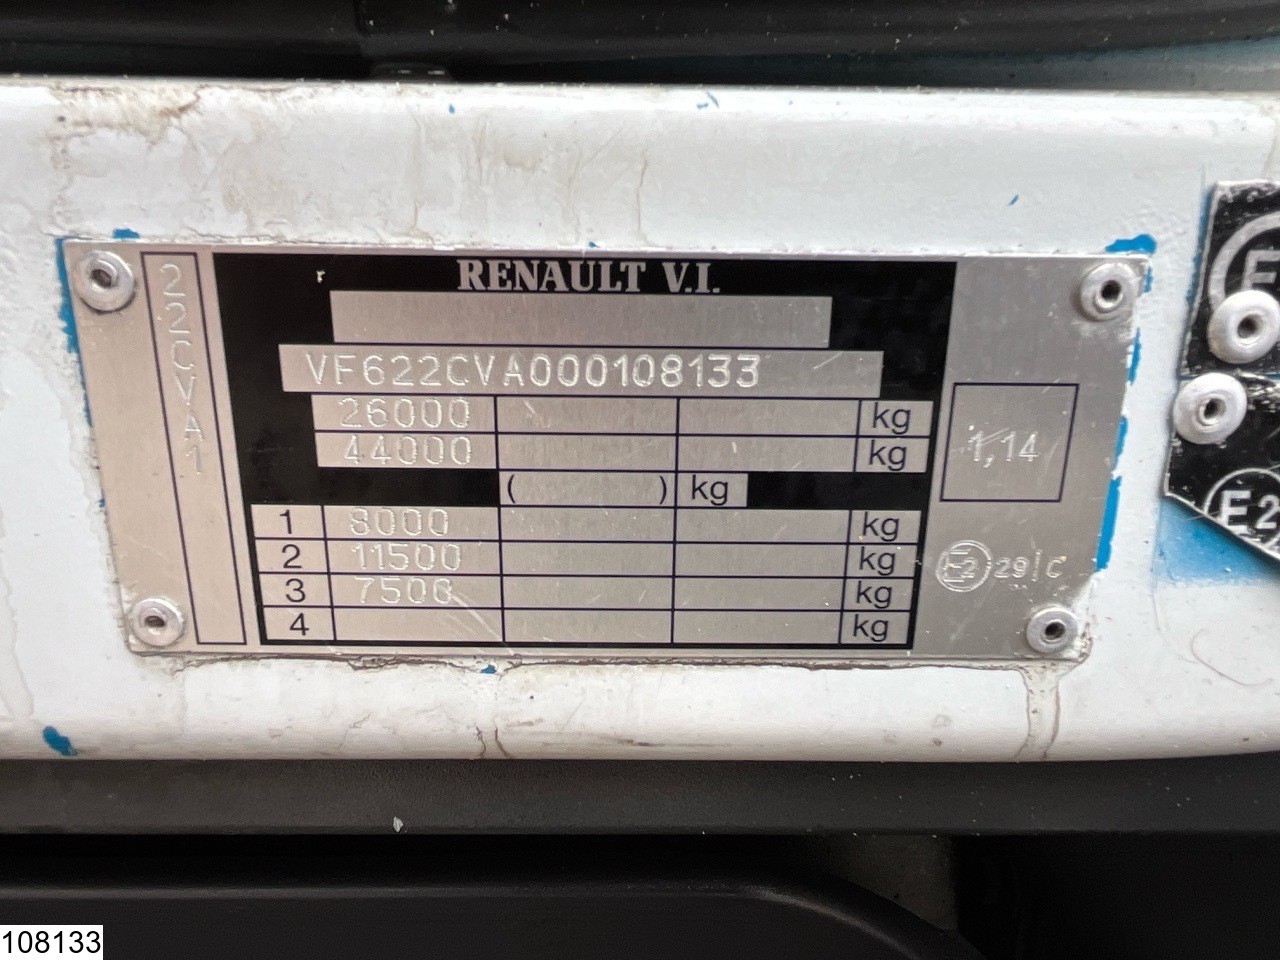 RENAULT V.I.
22CVA1
VF622CVA000108133
26000 kg
44000 kg
( ) kg
1 8000 kg
2 11500 kg
3 7500 kg
4 kg
1,14
E2 29|C
E
E2
108133